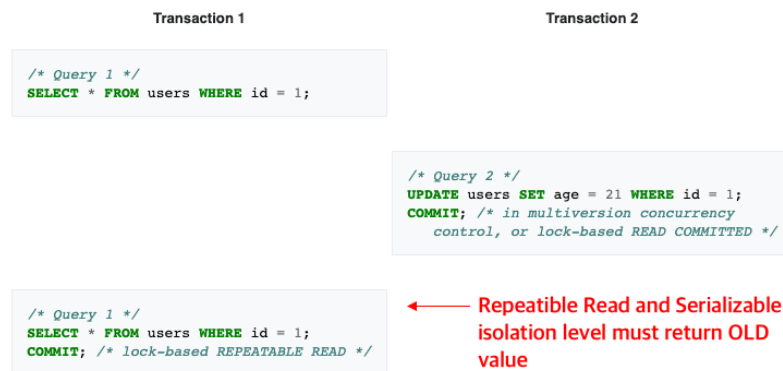 Transaction 1
Transaction 2
/* Query 1 */
SELECT * FROM users WHERE id = 1;
/* Query 2 */
UPDATE users SET age = 21 WHERE id = 1;
COMMIT; /* in multiversion concurrency
control, or lock-based READ COMMITTED */
/* Query 1 */
SELECT * FROM users WHERE id = 1;
COMMIT; /* lock-based REPEATABLE READ */
Repeatible Read and Serializable
isolation level must return OLD
value